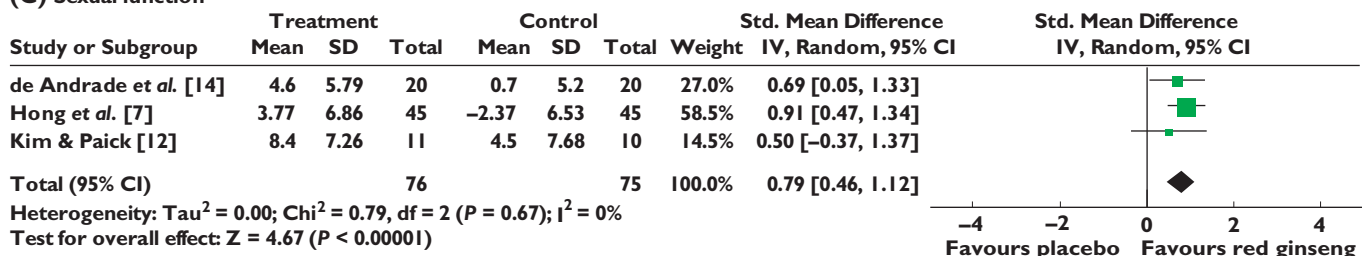 (C) Sexual function
Treatment Control Std. Mean Difference Std. Mean Difference
Study or Subgroup Mean SD Total Mean SD Total Weight IV, Random, 95% CI IV, Random, 95% CI
de Andrade et al. [14] 4.6 5.79 20 0.7 5.2 20 27.0% 0.69 [0.05, 1.33]
Hong et al. [7] 3.77 6.86 45 –2.37 6.53 45 58.5% 0.91 [0.47, 1.34]
Kim & Paick [12] 8.4 7.26 11 4.5 7.68 10 14.5% 0.50 [–0.37, 1.37]
Total (95% CI) 76 75 100.0% 0.79 [0.46, 1.12]
Heterogeneity: Tau² = 0.00; Chi² = 0.79, df = 2 (P = 0.67); I² = 0%
Test for overall effect: Z = 4.67 (P < 0.00001)
–4 –2 0 2 4
Favours placebo Favours red ginseng